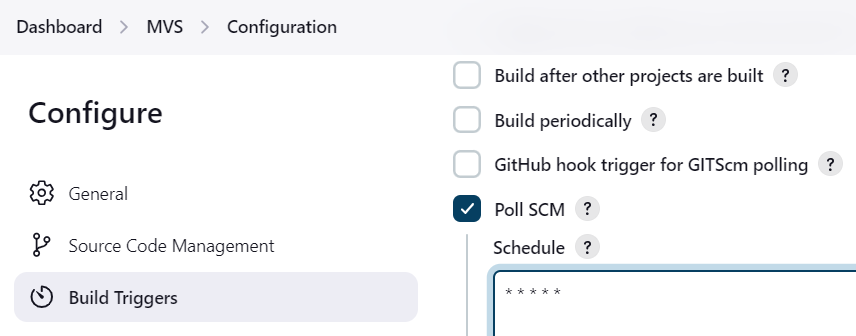 Dashboard > MVS > Configuration
Configure
General
Source Code Management
Build Triggers
Build after other projects are built ?
Build periodically ?
GitHub hook trigger for GITScm polling ?
Poll SCM ?
Schedule ?
* * * * *